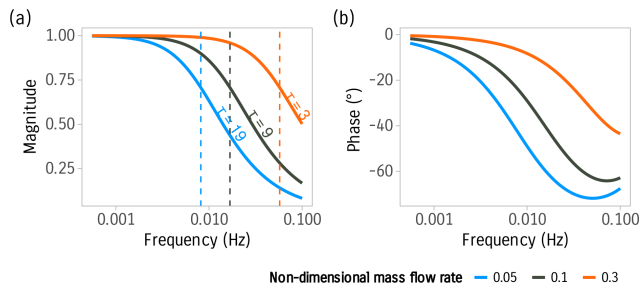 (a)
1.00
0.75
0.50
0.25
Magnitude
τ = 19
τ = 9
τ = 3
0.001 0.010 0.100
Frequency (Hz)
(b)
0
−20
−40
−60
Phase (°)
0.001 0.010 0.100
Frequency (Hz)
Non-dimensional mass flow rate 0.05 0.1 0.3